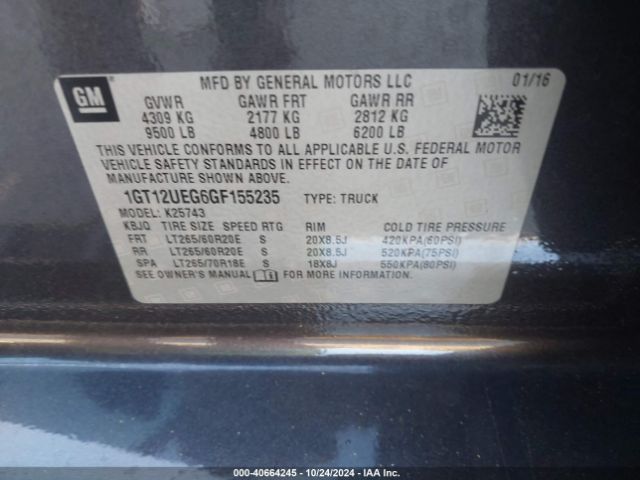 GM
MFD BY GENERAL MOTORS LLC 01/16
GVWR GAWR FRT GAWR RR
4309 KG 2177 KG 2812 KG
9500 LB 4800 LB 6200 LB
THIS VEHICLE CONFORMS TO ALL APPLICABLE U.S. FEDERAL MOTOR
VEHICLE SAFETY STANDARDS IN EFFECT ON THE DATE OF
MANUFACTURE SHOWN ABOVE.
1GT12UEG6GF155235 TYPE: TRUCK
MODEL: K25743
KBJQ TIRE SIZE SPEED RTG RIM COLD TIRE PRESSURE
FRT LT265/60R20E S 20X8.5J 420KPA(60PSI)
RR LT265/60R20E S 20X8.5J 520KPA(75PSI)
SPA LT265/70R18E S 18X8J 550KPA(80PSI)
SEE OWNER'S MANUAL FOR MORE INFORMATION.
000-40664245 - 10/24/2024 - IAA Inc.